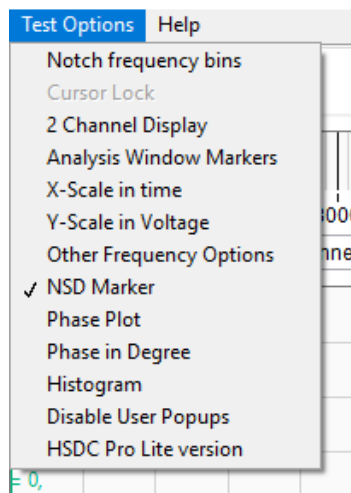 Test Options Help
Notch frequency bins
Cursor Lock
2 Channel Display
Analysis Window Markers
X-Scale in time
Y-Scale in Voltage
Other Frequency Options
NSD Marker
Phase Plot
Phase in Degree
Histogram
Disable User Popups
HSDC Pro Lite version
= 0,